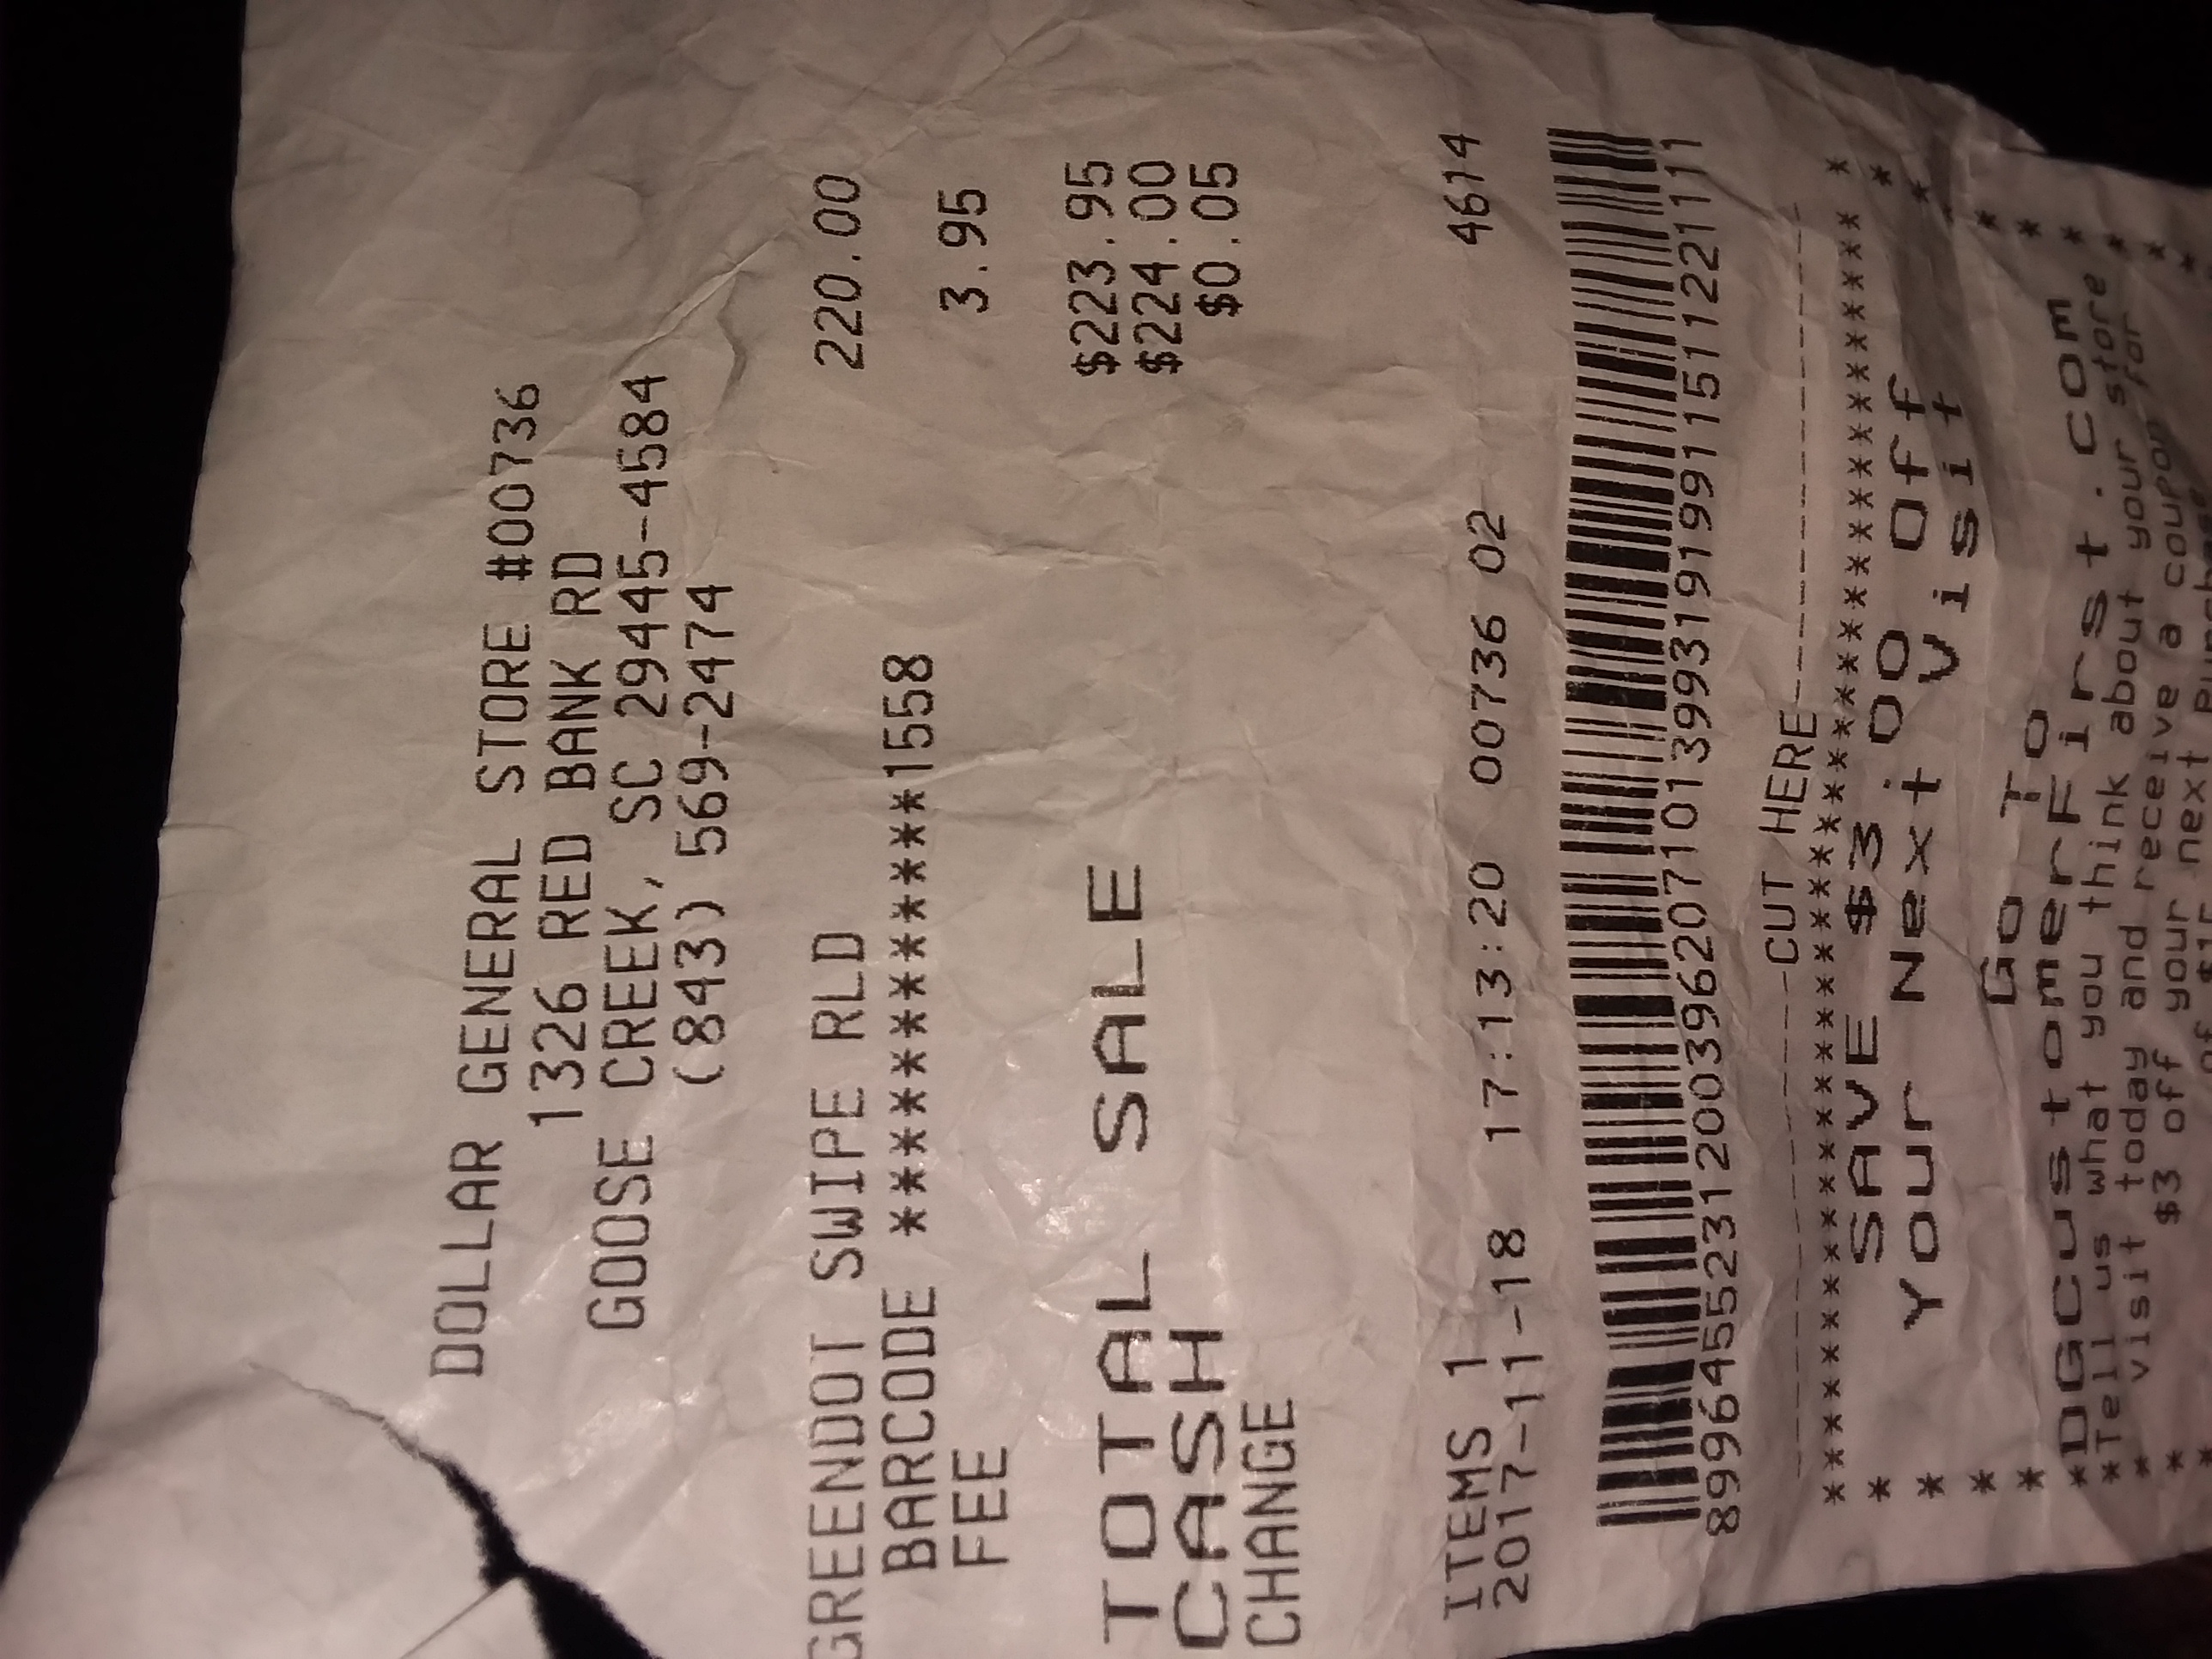 DOLLAR GENERAL STORE #00736
1326 RED BANK RD
GOOSE CREEK, SC 29445-4584
(843) 569-2474
GREENDOT SWIPE RLD 220.00
BARCODE ************1558
FEE 3.95
TOTAL SALE $223.95
CASH $224.00
CHANGE $0.05
ITEMS 1
2017-11-18 17:13:20 00736 02 4614
899645523120039620710139931919911511221111
CUT HERE
SAVE $3.00 Off
Your Next Visit
Go To
DGCustomerFirst.com
Tell us what you think about your store
visit today and receive a coupon for
$3 off your next purchase
of